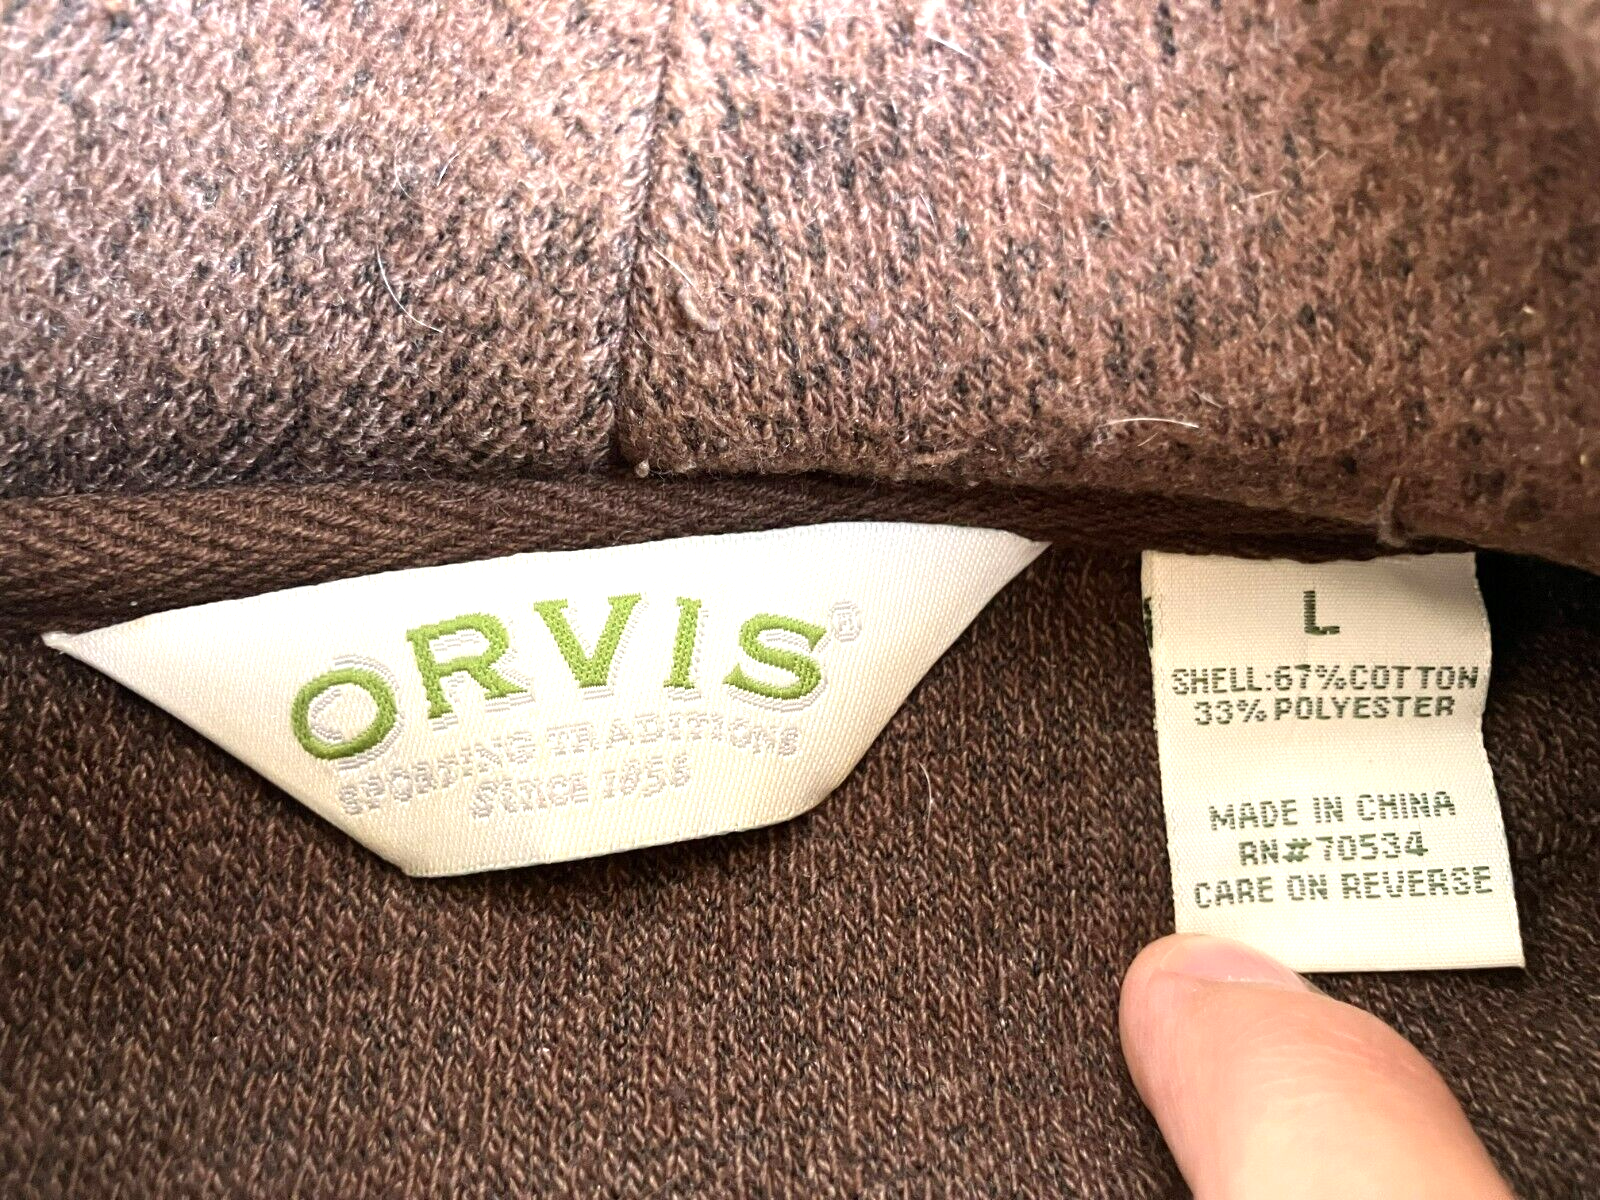 ORVIS®
SPORTING TRADITIONS
SINCE 1856
L
SHELL:67%COTTON
33% POLYESTER
MADE IN CHINA
RN#70534
CARE ON REVERSE